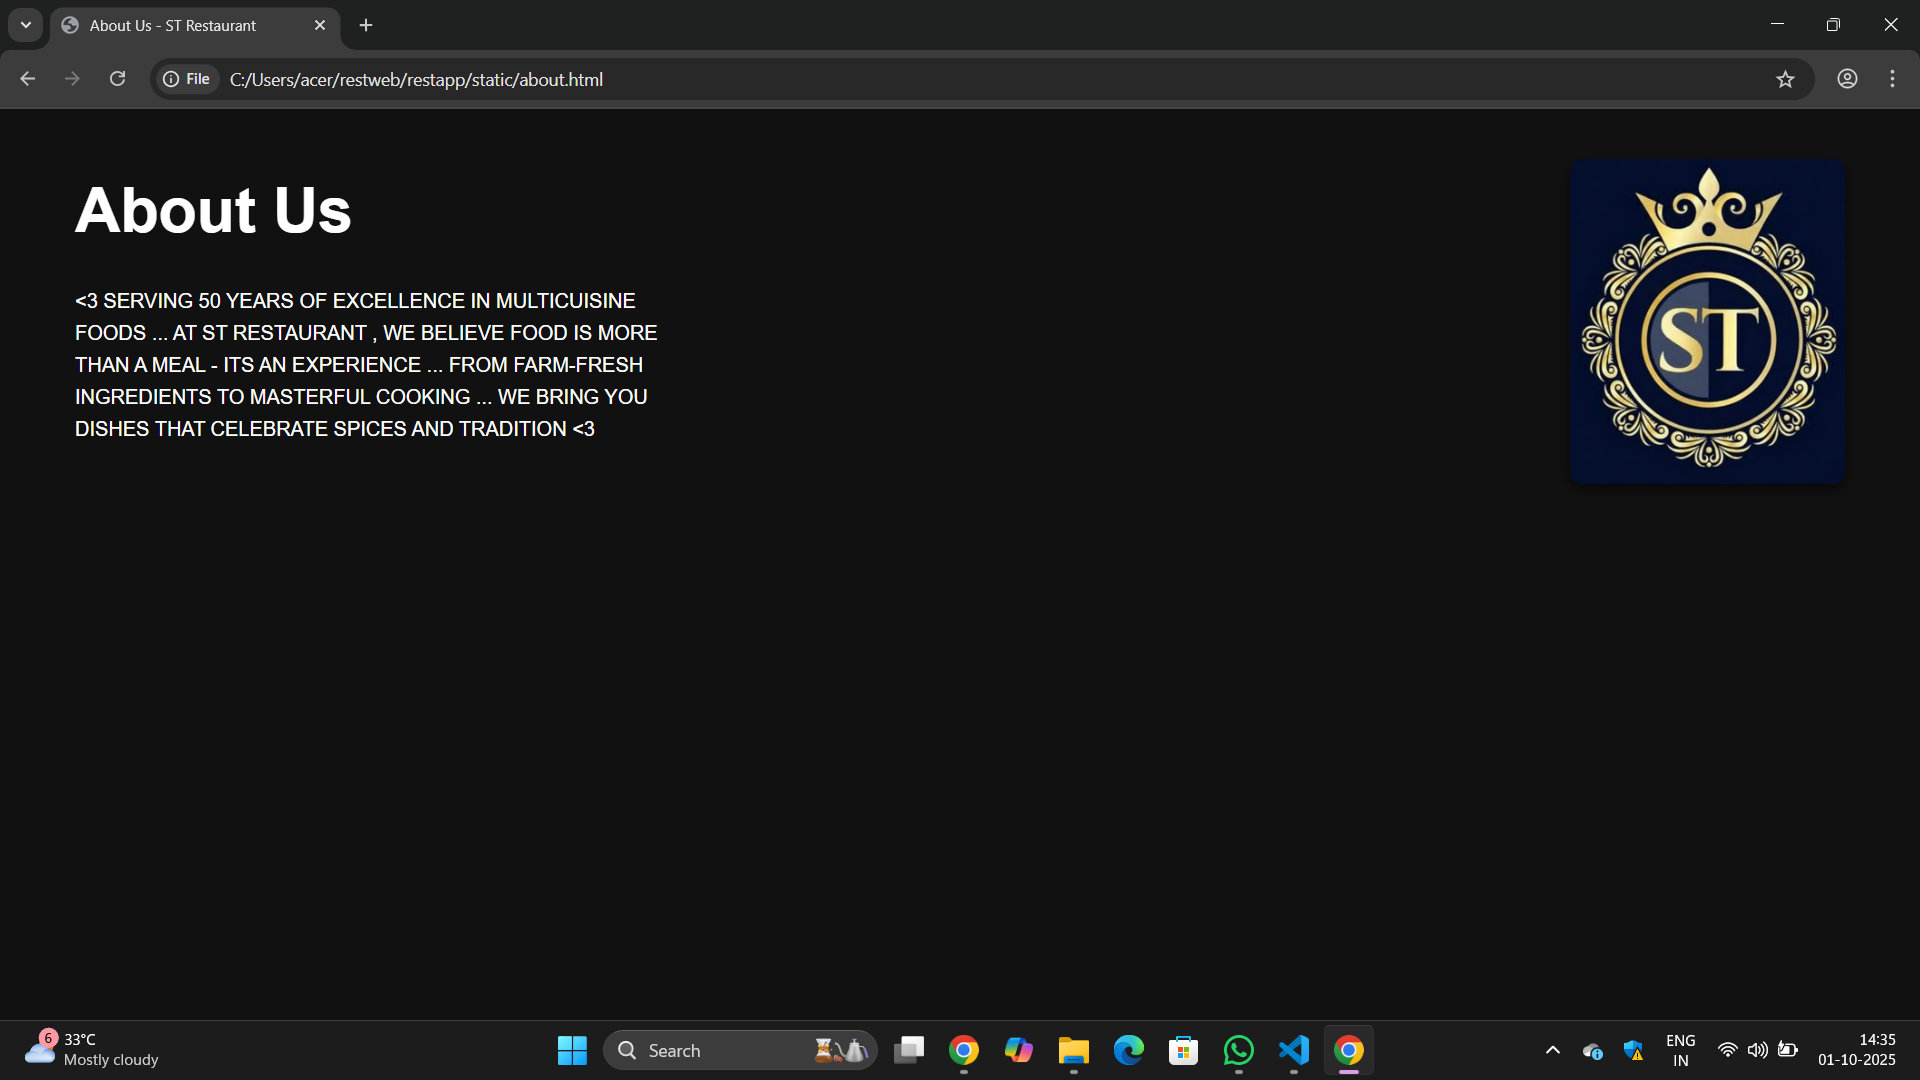 About Us - ST Restaurant
File
C:/Users/acer/restweb/restapp/static/about.html
About Us
<3 SERVING 50 YEARS OF EXCELLENCE IN MULTICUISINE
FOODS ... AT ST RESTAURANT , WE BELIEVE FOOD IS MORE
THAN A MEAL - ITS AN EXPERIENCE ... FROM FARM-FRESH
INGREDIENTS TO MASTERFUL COOKING ... WE BRING YOU
DISHES THAT CELEBRATE SPICES AND TRADITION <3
ST
6
33°C
Mostly cloudy
Search
ENG
IN
14:35
01-10-2025